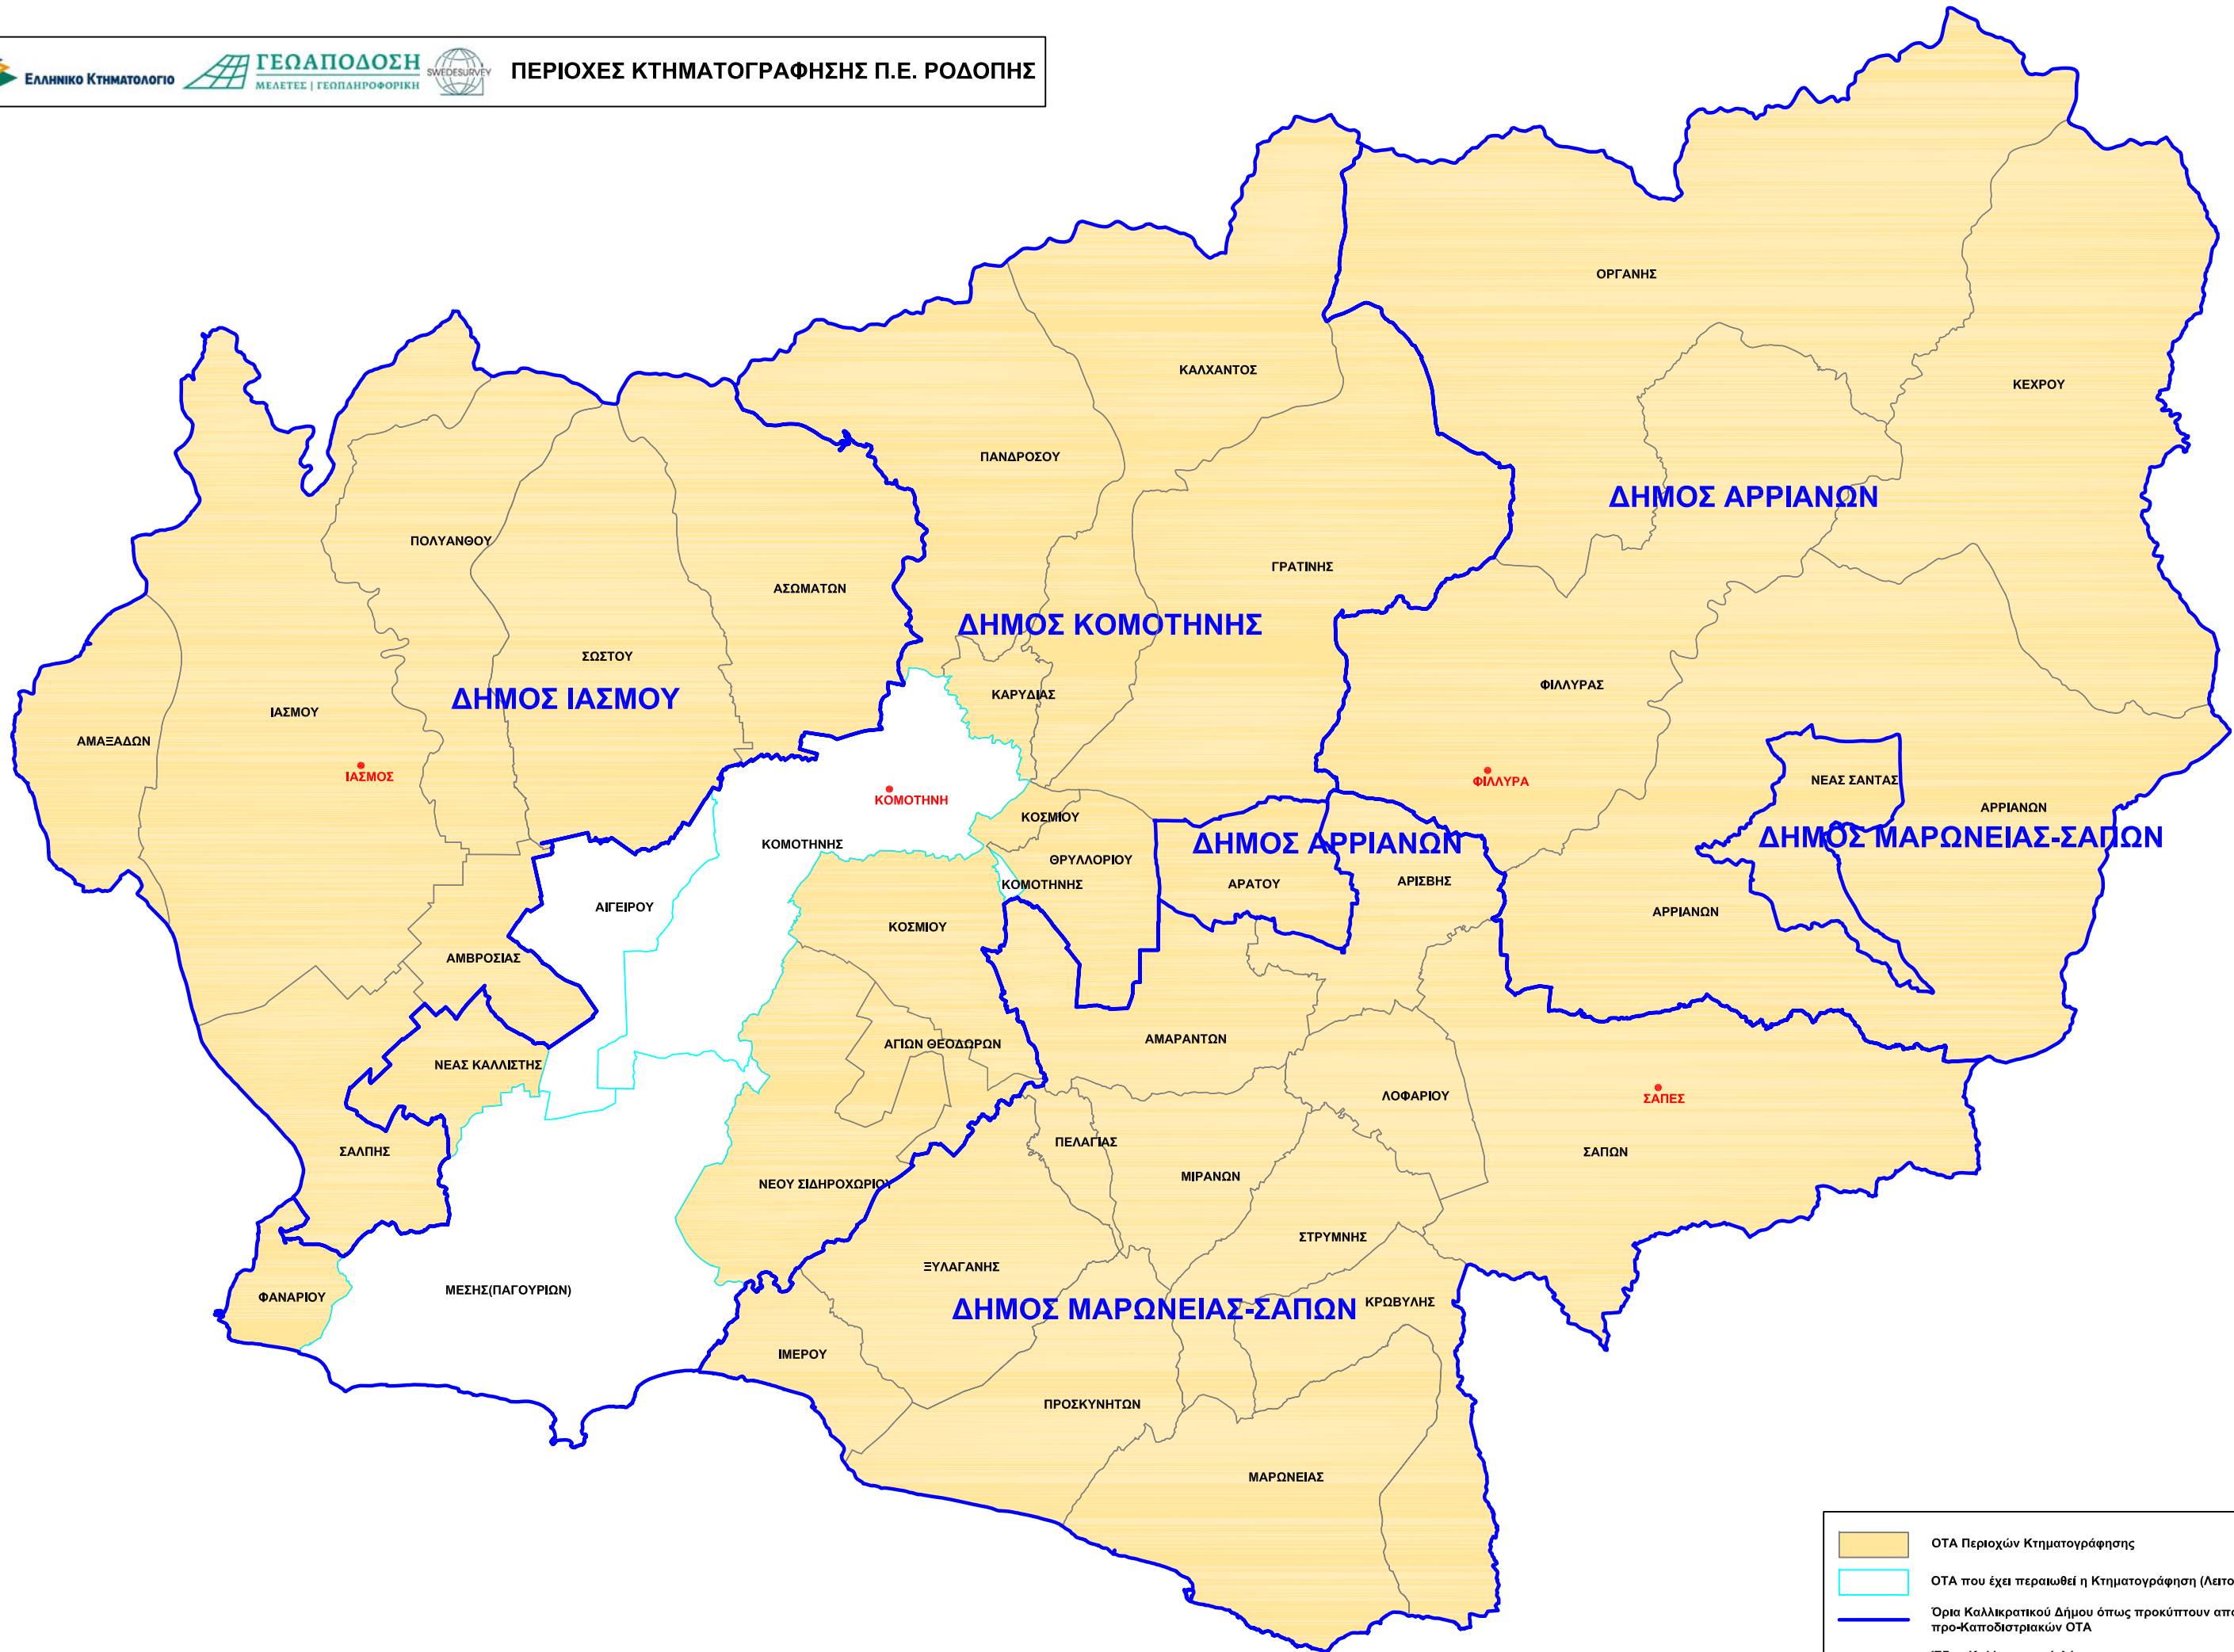 ΕΛΛΗΝΙΚΟ ΚΤΗΜΑΤΟΛΟΓΙΟ
ΓΕΩΑΠΟΔΟΣΗ
ΜΕΛΕΤΕΣ | ΓΕΩΠΛΗΡΟΦΟΡΙΚΗ
SWEDESURVEY
ΠΕΡΙΟΧΕΣ ΚΤΗΜΑΤΟΓΡΑΦΗΣΗΣ Π.Ε. ΡΟΔΟΠΗΣ
ΟΡΓΑΝΗΣ
ΚΑΛΧΑΝΤΟΣ
ΚΕΧΡΟΥ
ΠΑΝΔΡΟΣΟΥ
ΔΗΜΟΣ ΑΡΡΙΑΝΩΝ
ΠΟΛΥΑΝΘΟΥ
ΓΡΑΤΙΝΗΣ
ΑΣΩΜΑΤΩΝ
ΔΗΜΟΣ ΚΟΜΟΤΗΝΗΣ
ΣΩΣΤΟΥ
ΦΙΛΛΥΡΑΣ
ΚΑΡΥΔΙΑΣ
ΔΗΜΟΣ ΙΑΣΜΟΥ
ΙΑΣΜΟΥ
ΑΜΑΞΑΔΩΝ
ΙΑΣΜΟΣ
ΦΙΛΛΥΡΑ
ΝΕΑΣ ΣΑΝΤΑΣ
ΚΟΜΟΤΗΝΗ
ΑΡΡΙΑΝΩΝ
ΚΟΣΜΙΟΥ
ΔΗΜΟΣ ΜΑΡΩΝΕΙΑΣ-ΣΑΠΩΝ
ΚΟΜΟΤΗΝΗΣ
ΔΗΜΟΣ ΑΡΡΙΑΝΩΝ
ΘΡΥΛΛΟΡΙΟΥ
ΑΡΙΣΒΗΣ
ΚΟΜΟΤΗΝΗΣ
ΑΡΑΤΟΥ
ΑΙΓΕΙΡΟΥ
ΑΡΡΙΑΝΩΝ
ΚΟΣΜΙΟΥ
ΑΜΒΡΟΣΙΑΣ
ΑΜΑΡΑΝΤΩΝ
ΑΓΙΩΝ ΘΕΟΔΩΡΩΝ
ΝΕΑΣ ΚΑΛΛΙΣΤΗΣ
ΛΟΦΑΡΙΟΥ
ΣΑΠΕΣ
ΠΕΛΑΓΙΑΣ
ΣΑΛΠΗΣ
ΣΑΠΩΝ
ΜΙΡΑΝΩΝ
ΝΕΟΥ ΣΙΔΗΡΟΧΩΡΙΟΥ
ΣΤΡΥΜΝΗΣ
ΞΥΛΑΓΑΝΗΣ
ΜΕΣΗΣ(ΠΑΓΟΥΡΙΩΝ)
ΦΑΝΑΡΙΟΥ
ΚΡΩΒΥΛΗΣ
ΔΗΜΟΣ ΜΑΡΩΝΕΙΑΣ-ΣΑΠΩΝ
ΙΜΕΡΟΥ
ΠΡΟΣΚΥΝΗΤΩΝ
ΜΑΡΩΝΕΙΑΣ
ΟΤΑ Περιοχών Κτηματογράφησης
ΟΤΑ που έχει περαιωθεί η Κτηματογράφηση
Όρια Καλλικρατικού Δήμου όπως προκύπτουν
προ-Καποδιστριακών ΟΤΑ